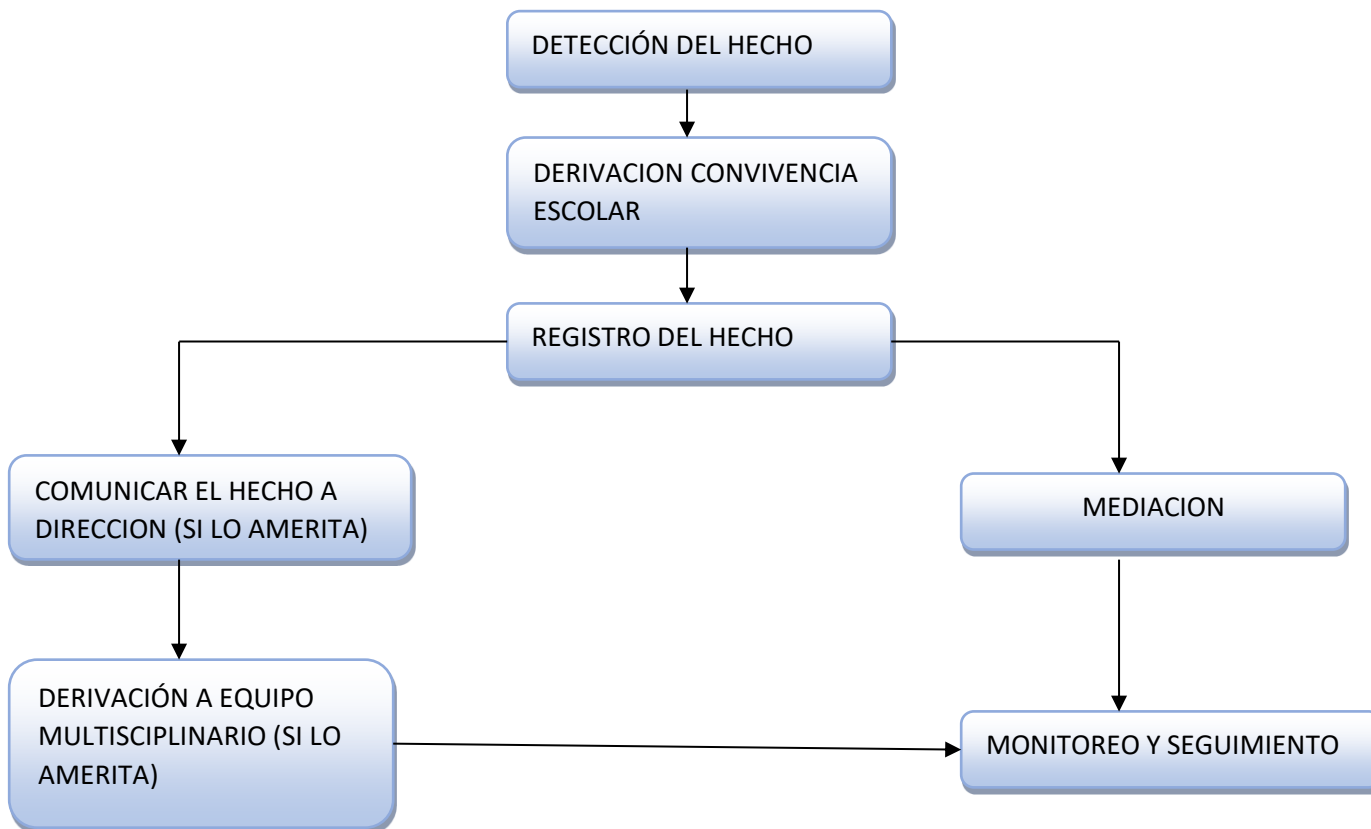 DETECCIÓN DEL HECHO
DERIVACION CONVIVENCIA
ESCOLAR
REGISTRO DEL HECHO
COMUNICAR EL HECHO A
DIRECCION (SI LO AMERITA)
MEDIACION
DERIVACIÓN A EQUIPO
MULTISCIPLINARIO (SI LO
AMERITA)
MONITOREO Y SEGUIMIENTO